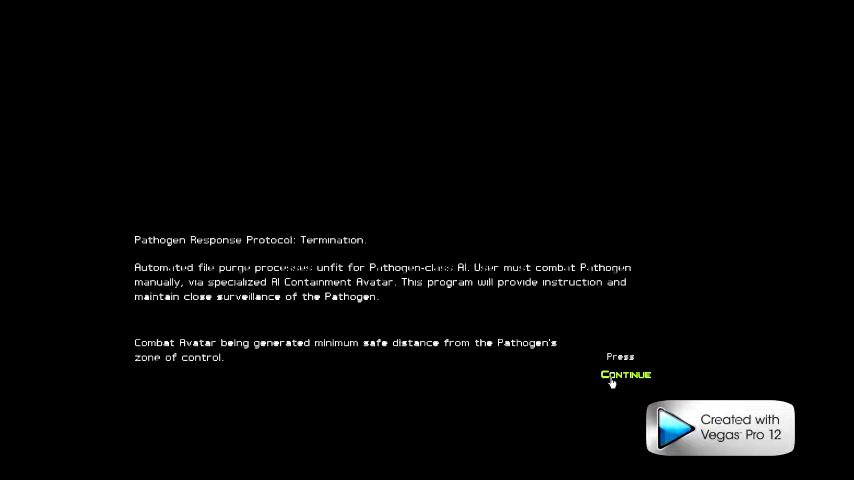 Pathogen Response Protocol: Termination.
Automated file purge processes unfit for Pathogen-class AI. User must combat Pathogen
manually, via specialized AI Containment Avatar. This program will provide instruction and
maintain close surveillance of the Pathogen.
Combat Avatar being generated minimum safe distance from the Pathogen's
zone of control.
Press
CONTINUE
Created with
Vegas™ Pro 12